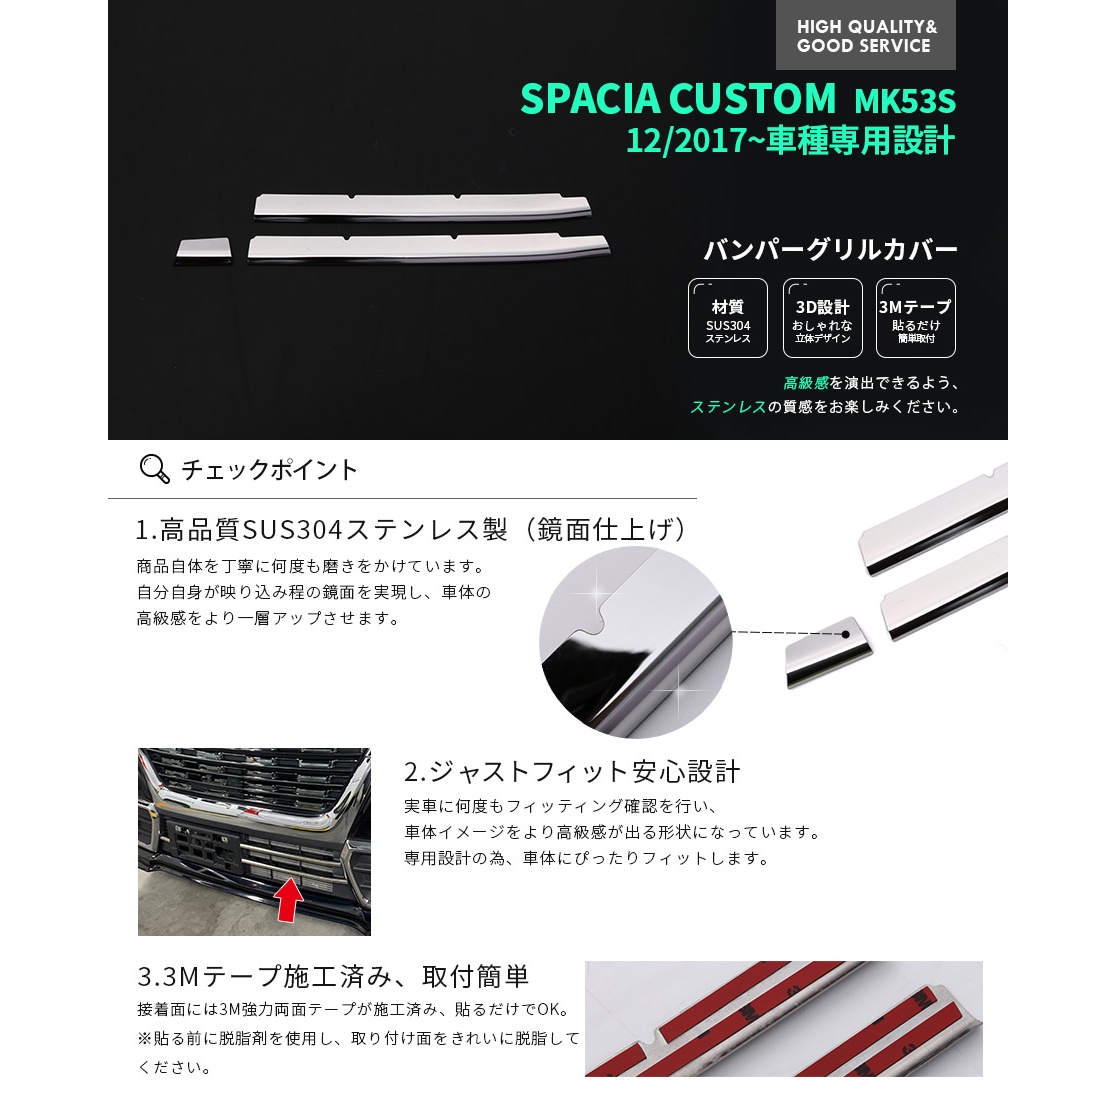 HIGH QUALITY&
GOOD SERVICE
SPACIA CUSTOM MK53S
12/2017~車種専用設計
バンパーグリルカバー
材質
SUS304
ステンレス
3D設計
おしゃれな
立体デザイン
3Mテープ
貼るだけ
簡単取付
高級感を演出できるよう、
ステンレスの質感をお楽しみください。
チェックポイント
1.高品質SUS304ステンレス製（鏡面仕上げ）
商品自体を丁寧に何度も磨きをかけています。
自分自身が映り込み程の鏡面を実現し、車体の
高級感をより一層アップさせます。
2.ジャストフィット安心設計
実車に何度もフィッティング確認を行い、
車体イメージをより高級感が出る形状になっています。
専用設計の為、車体にぴったりフィットします。
3.3Mテープ施工済み、取付簡単
接着面には3M強力両面テープが施工済み、貼るだけでOK。
※貼る前に脱脂剤を使用し、取り付け面をきれいに脱脂して
ください。